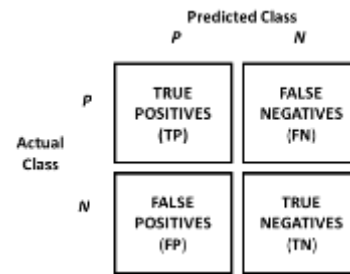 Predicted Class
P N
P
TRUE
POSITIVES
(TP)
FALSE
NEGATIVES
(FN)
Actual
Class
N
FALSE
POSITIVES
(FP)
TRUE
NEGATIVES
(TN)